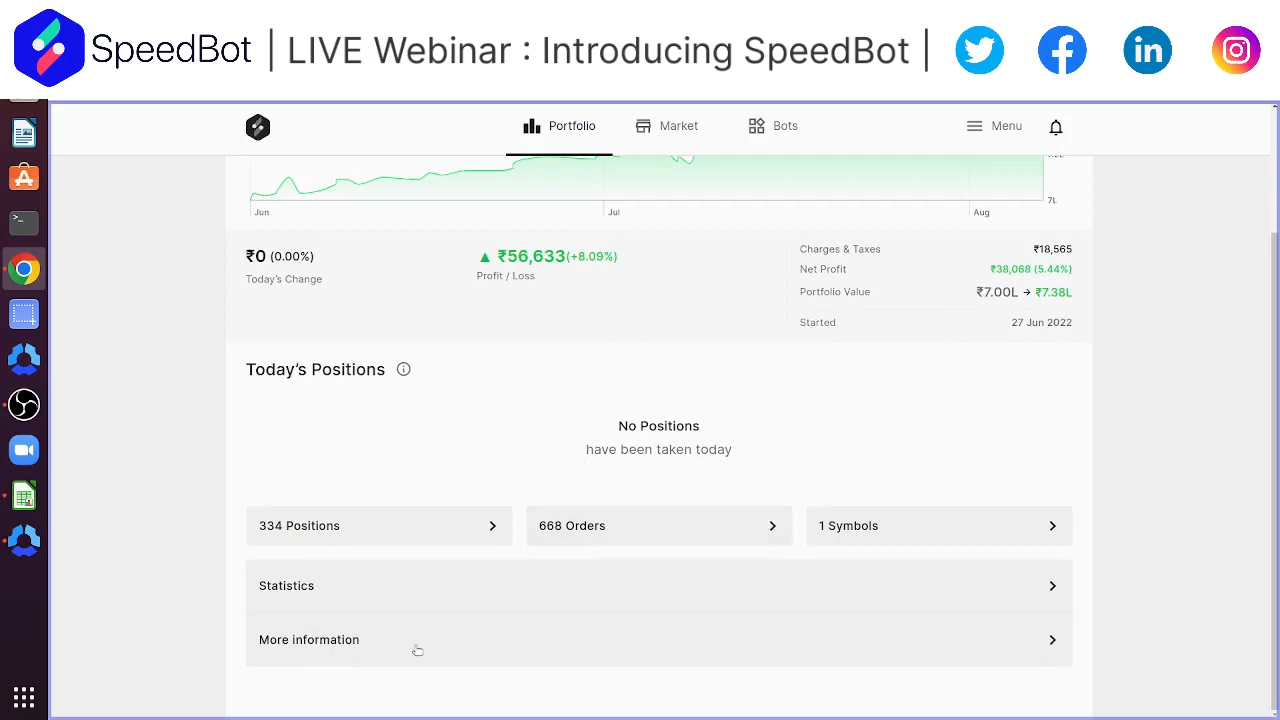 SpeedBot | LIVE Webinar : Introducing SpeedBot |
Portfolio
Market
Bots
Menu
7L
Jun
Jul
Aug
₹0 (0.00%)
Today's Change
▲ ₹56,633(+8.09%)
Profit / Loss
Charges & Taxes ₹18,565
Net Profit ₹38,068 (5.44%)
Portfolio Value ₹7.00L → ₹7.38L
Started 27 Jun 2022
Today's Positions
No Positions
have been taken today
334 Positions
668 Orders
1 Symbols
Statistics
More information